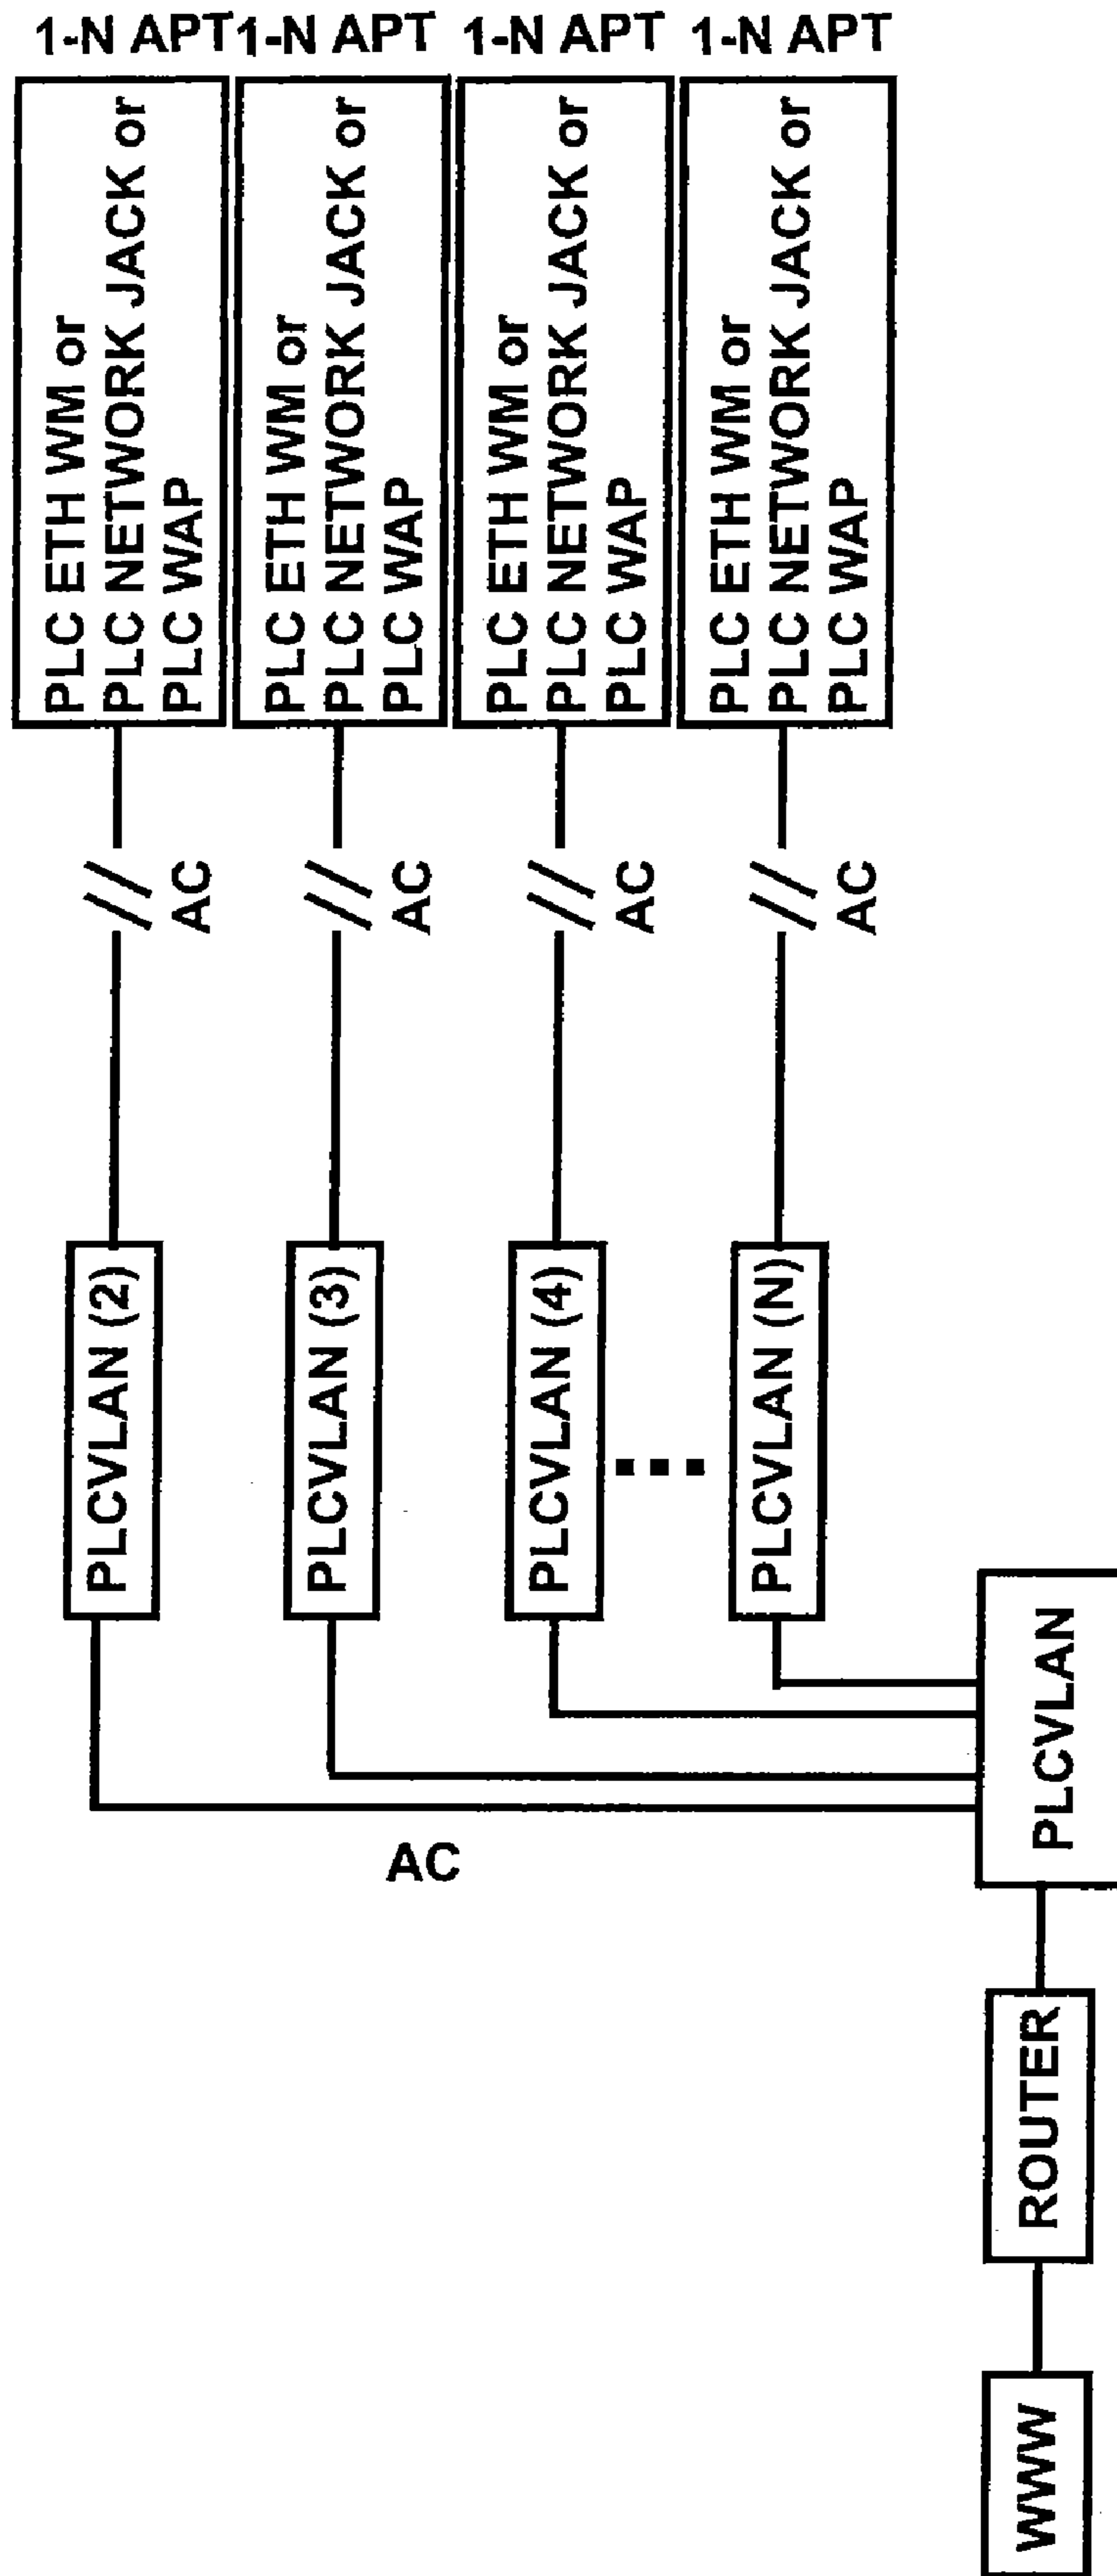 1-N APT
1-N APT
1-N APT
1-N APT
PLC ETH WM or
PLC NETWORK JACK or
PLC WAP
PLC ETH WM or
PLC NETWORK JACK or
PLC WAP
PLC ETH WM or
PLC NETWORK JACK or
PLC WAP
PLC ETH WM or
PLC NETWORK JACK or
PLC WAP
AC
AC
AC
AC
PLCVLAN (2)
PLCVLAN (3)
PLCVLAN (4)
PLCVLAN (N)
AC
PLCVLAN
ROUTER
WWW